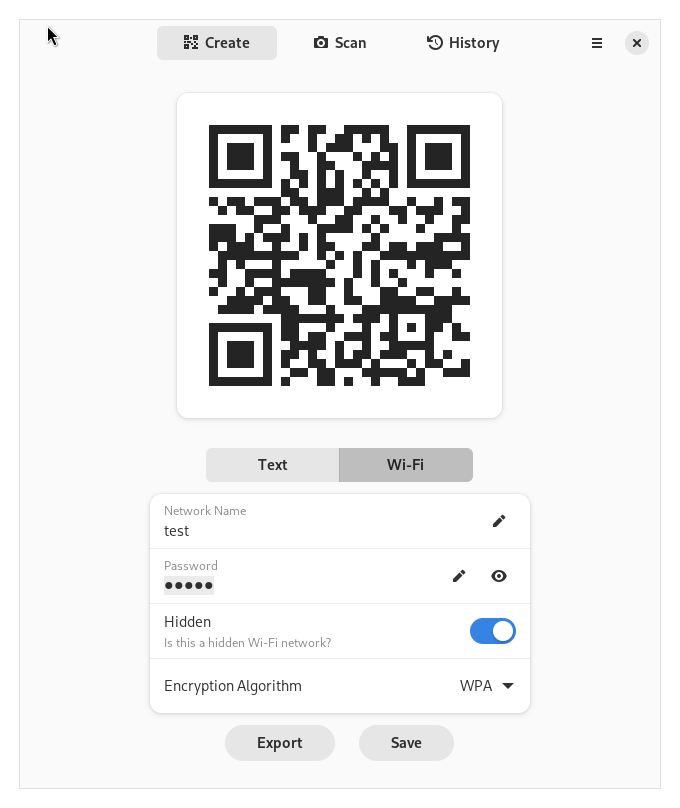 Create
Scan
History
Text
Wi-Fi
Network Name
test
Password
●●●●●
Hidden
Is this a hidden Wi-Fi network?
Encryption Algorithm
WPA
Export
Save